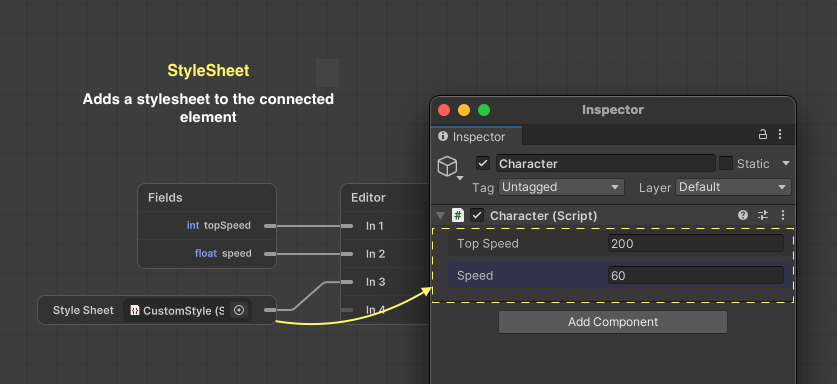 StyleSheet
Adds a stylesheet to the connected
element
Fields
int topSpeed
float speed
Style Sheet CustomStyle (S
Editor
In 1
In 2
In 3
In 4
Inspector
Inspector
Character Static
Tag Untagged Layer Default
# Character (Script)
Top Speed 200
Speed 60
Add Component